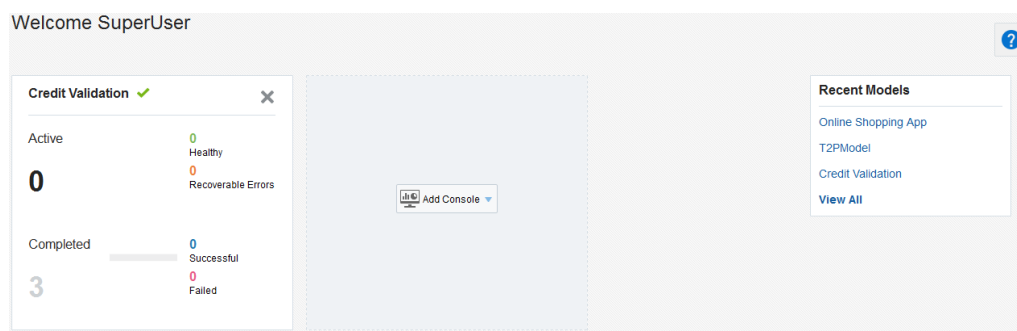 Welcome SuperUser
?
Credit Validation
Active
0
0
Healthy
0
Recoverable Errors
Completed
3
0
Successful
0
Failed
Add Console
Recent Models
Online Shopping App
T2PModel
Credit Validation
View All